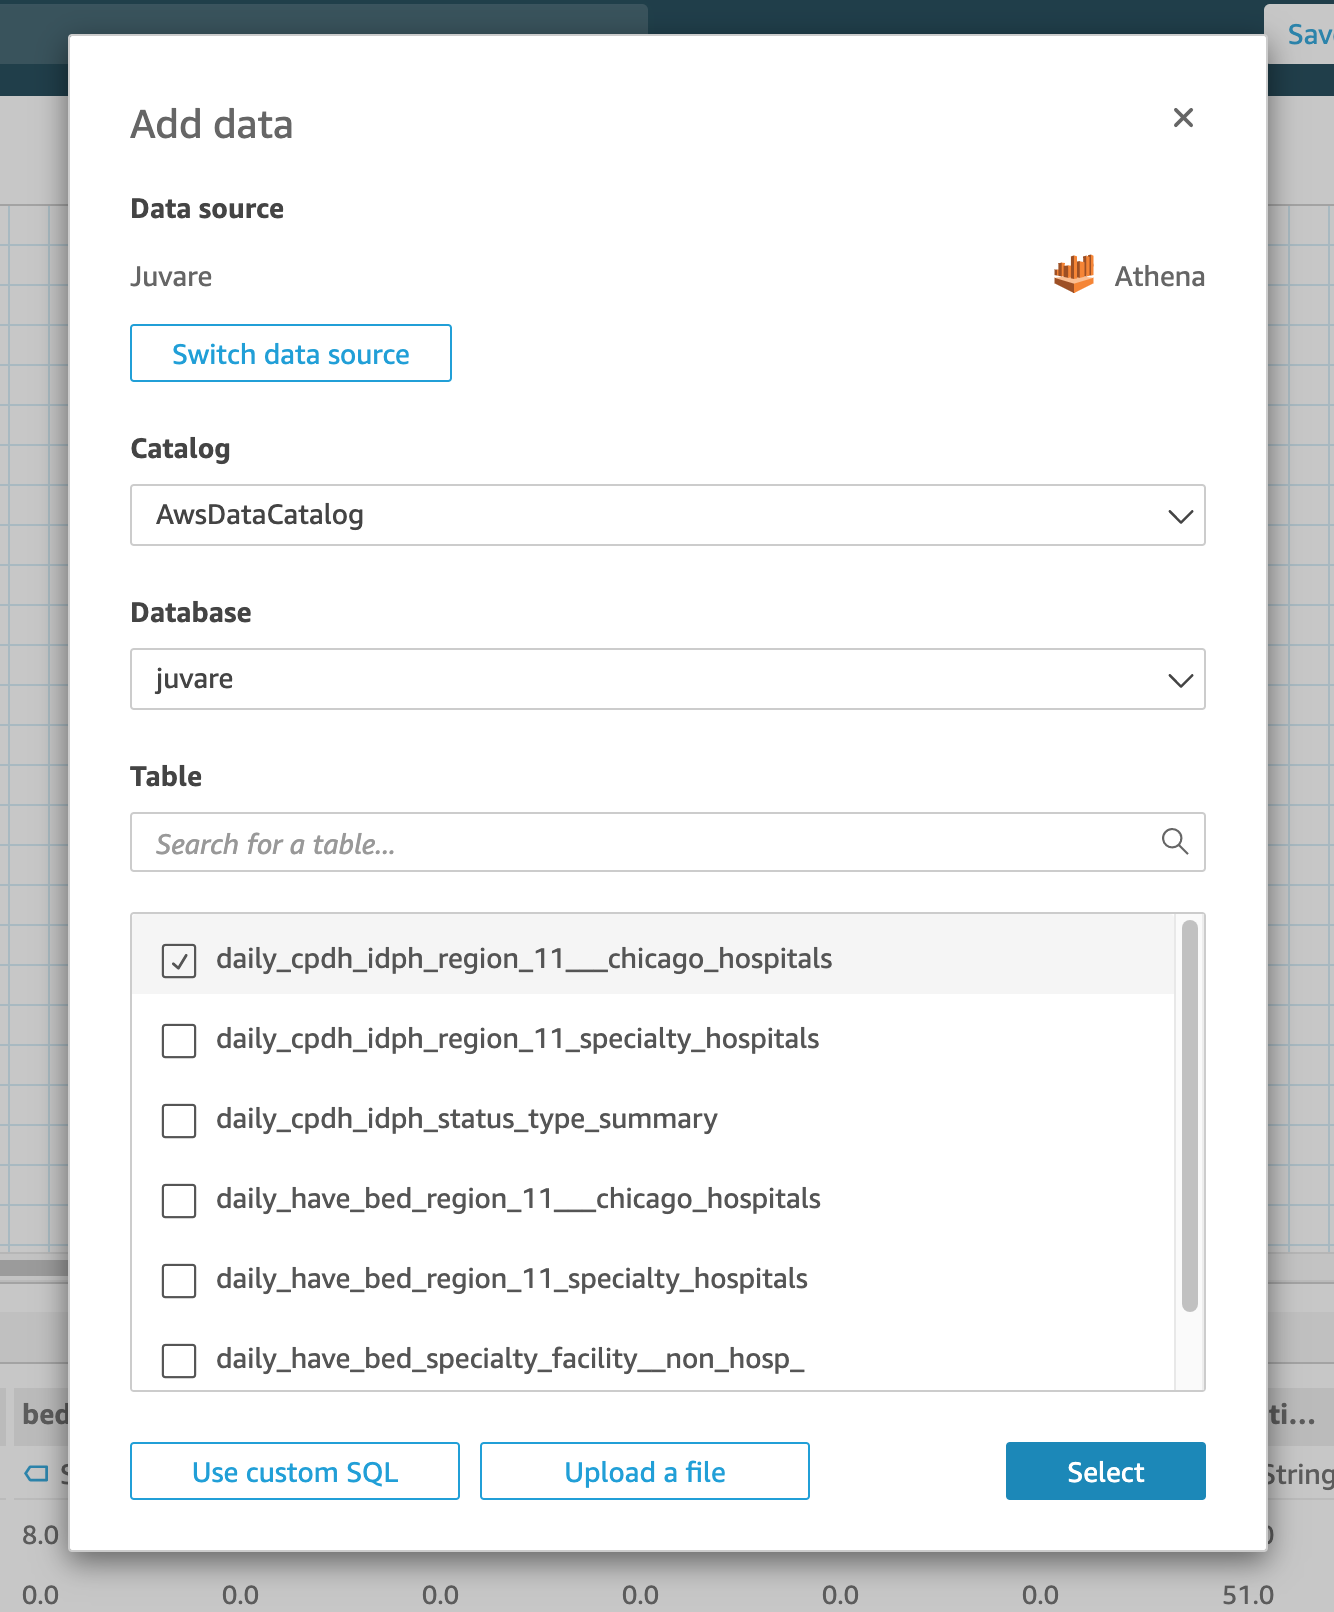 Sav
Add data
Data source
Juvare
Athena
Switch data source
Catalog
AwsDataCatalog
Database
juvare
Table
Search for a table...
daily_cpdh_idph_region_11___chicago_hospitals
daily_cpdh_idph_region_11_specialty_hospitals
daily_cpdh_idph_status_type_summary
daily_have_bed_region_11___chicago_hospitals
daily_have_bed_region_11_specialty_hospitals
daily_have_bed_specialty_facility__non_hosp_
bed
ti...
Use custom SQL Upload a file Select
String
8.0
0.0 0.0 0.0 0.0 0.0 0.0 51.0